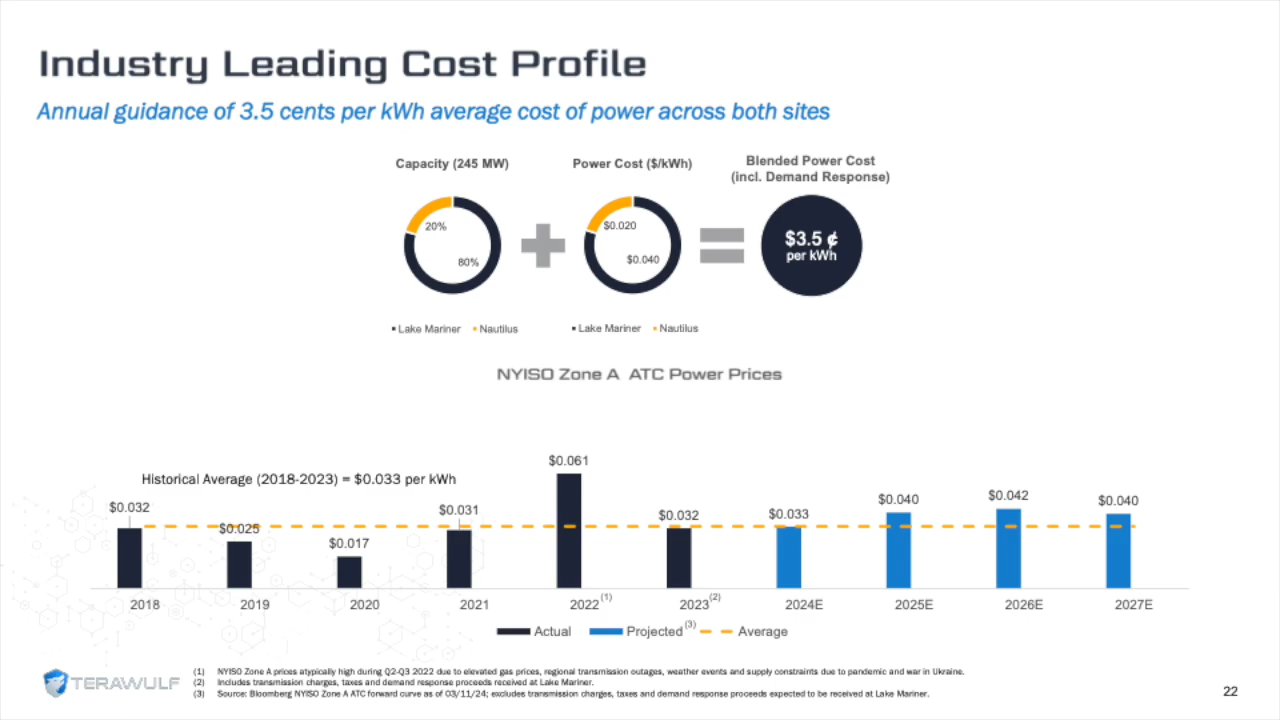 Industry Leading Cost Profile
Annual guidance of 3.5 cents per kWh average cost of power across both sites
Capacity (245 MW)
Power Cost ($/kWh)
Blended Power Cost
(incl. Demand Response)
20%
80%
$0.020
$0.040
$3.5 ¢
per kWh
Lake Mariner Nautilus
Lake Mariner Nautilus
NYISO Zone A ATC Power Prices
Historical Average (2018-2023) = $0.033 per kWh
$0.032 $0.025 $0.017 $0.031 $0.061 $0.032 $0.033 $0.040 $0.042 $0.040
2018 2019 2020 2021 2022(1) 2023(2) 2024E 2025E 2026E 2027E
Actual Projected(3) Average
(1) NYISO Zone A prices atypically high during Q2-Q3 2022 due to elevated gas prices, regional transmission outages, weather events and supply constraints due to pandemic and war in Ukraine.
(2) Includes transmission charges, taxes and demand response proceeds received at Lake Mariner.
(3) Source: Bloomberg NYISO Zone A ATC forward curve as of 03/11/24; excludes transmission charges, taxes and demand response proceeds expected to be received at Lake Mariner.
TERAWULF
22